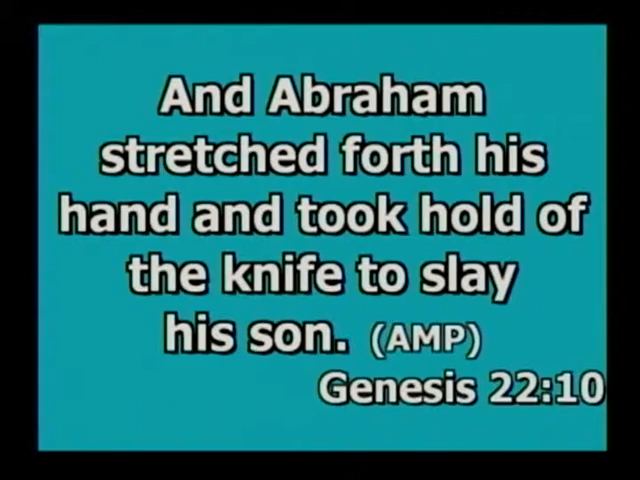 And Abraham
stretched forth his
hand and took hold of
the knife to slay
his son. (AMP)
Genesis 22:10